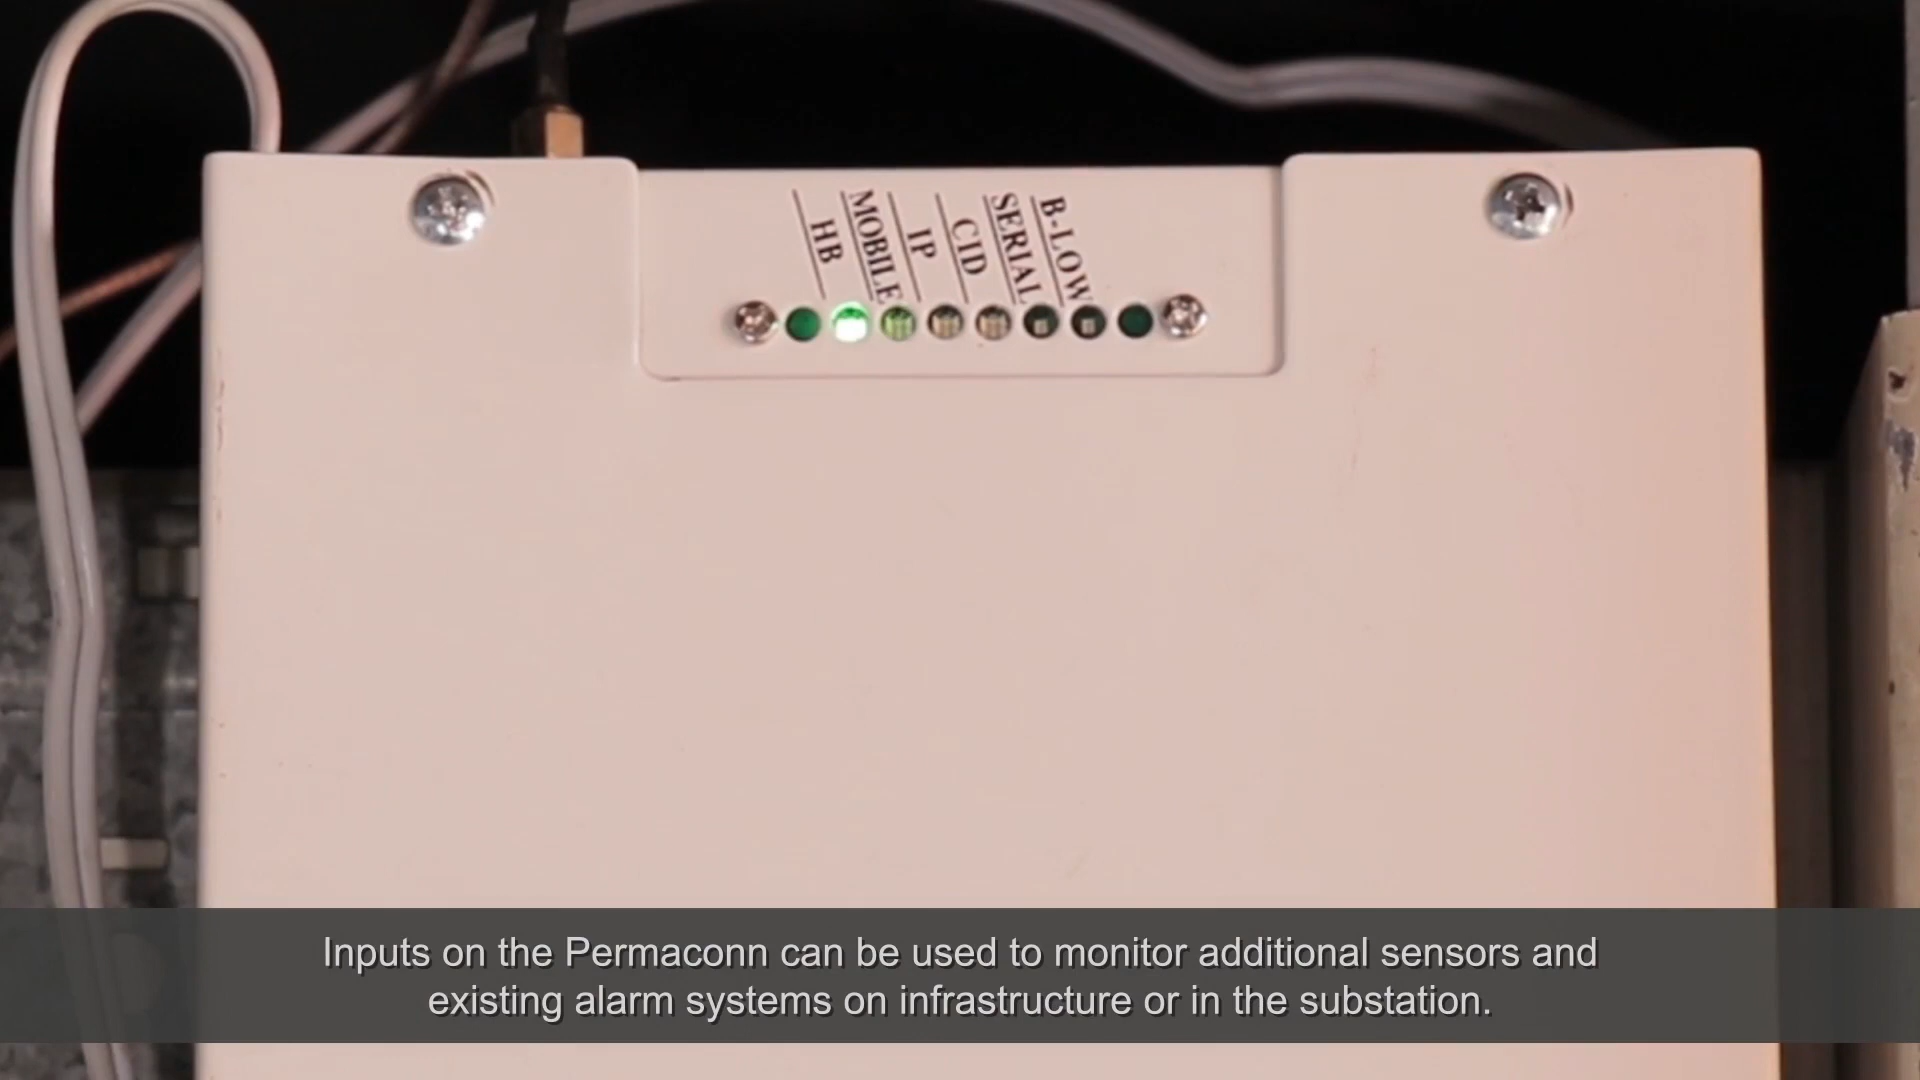 HB
MOBILE
IP
CID
SERIAL
B-LOW
Inputs on the Permaconn can be used to monitor additional sensors and
existing alarm systems on infrastructure or in the substation.